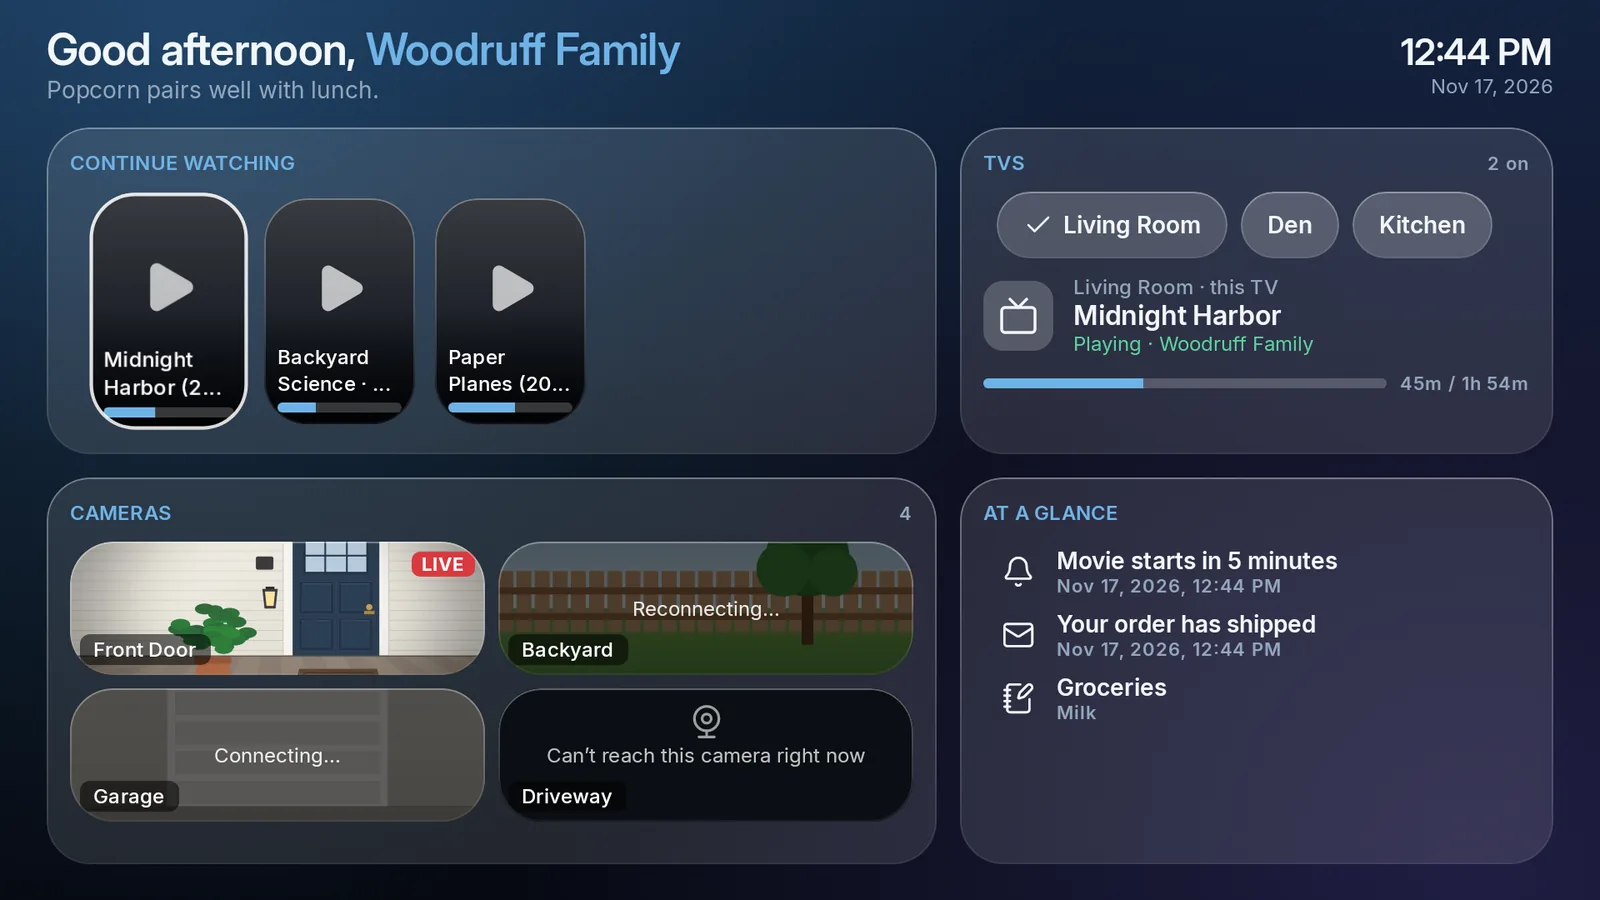 Good afternoon, Woodruff Family
Popcorn pairs well with lunch.
12:44 PM
Nov 17, 2026
CONTINUE WATCHING
Midnight
Harbor (2...
Backyard
Science · ...
Paper
Planes (20...
TVS
2 on
Living Room
Den
Kitchen
Living Room · this TV
Midnight Harbor
Playing · Woodruff Family
45m / 1h 54m
CAMERAS
4
LIVE
Front Door
Reconnecting...
Backyard
Connecting...
Garage
Can’t reach this camera right now
Driveway
AT A GLANCE
Movie starts in 5 minutes
Nov 17, 2026, 12:44 PM
Your order has shipped
Nov 17, 2026, 12:44 PM
Groceries
Milk